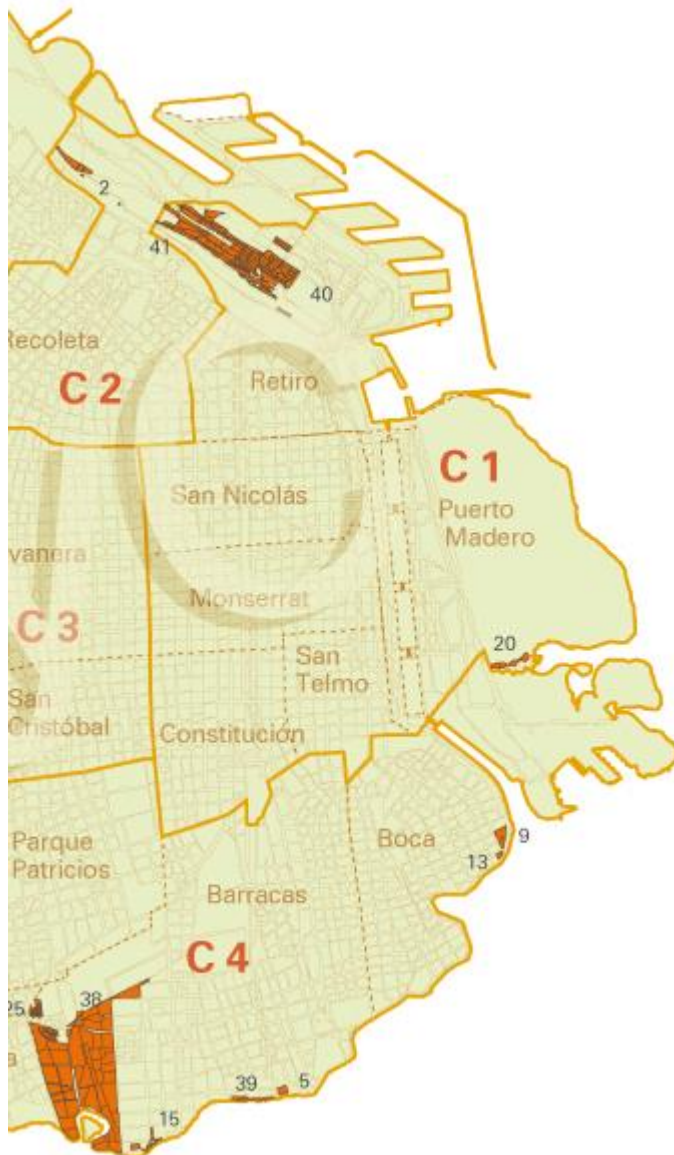 2
41
40
Recoleta
C 2
Retiro
C 1
San Nicolás
Puerto
Madero
vanera
Monserrat
C 3
20
San
Telmo
San
Cristóbal
Constitución
Parque
Patricios
Boca
9
13
Barracas
C 4
25
38
a
39
5
15